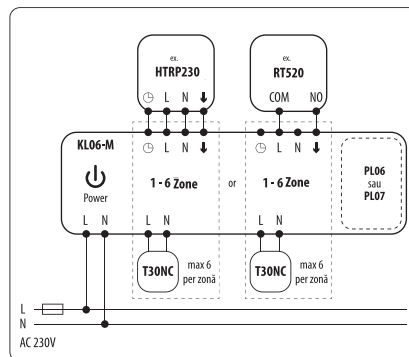 ex.
HTRP230
L N
ex.
RT520
COM NO
KL06-M
Power
L N
L N
1 - 6 Zone
L N
T30NC
max 6
per zonă
or
L N
1 - 6 Zone
L N
T30NC
max 6
per zonă
PL06
sau
PL07
L
N
AC 230V